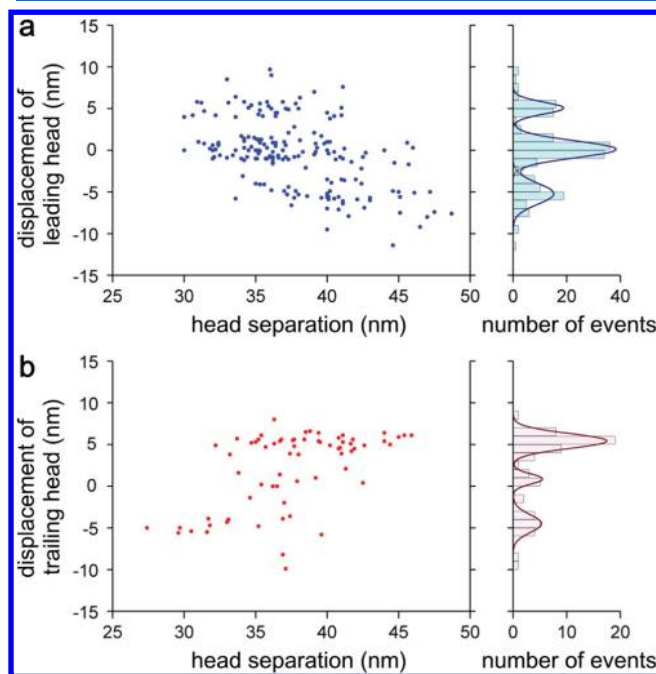 a
displacement of
leading head (nm)
15
10
5
0
-5
-10
-15
25 30 35 40 45 50
head separation (nm)
0 20 40
number of events
b
displacement of
trailing head (nm)
15
10
5
0
-5
-10
-15
25 30 35 40 45 50
head separation (nm)
0 10 20
number of events